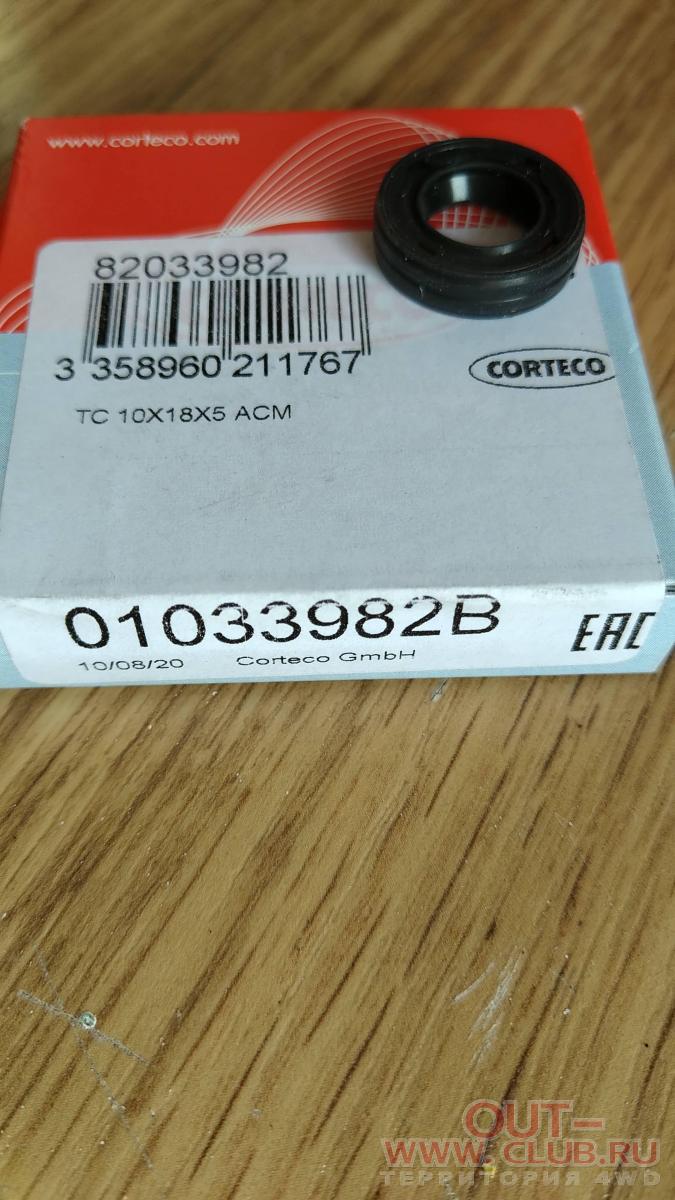 www.corteco.com
82033982
3 358960 211767
CORTECO
TC 10X18X5 ACM
01033982B
EAC
10/08/20 Corteco GmbH
OUT-
WWW.CLUB.RU
ТЕРРИТОРИЯ 4WD